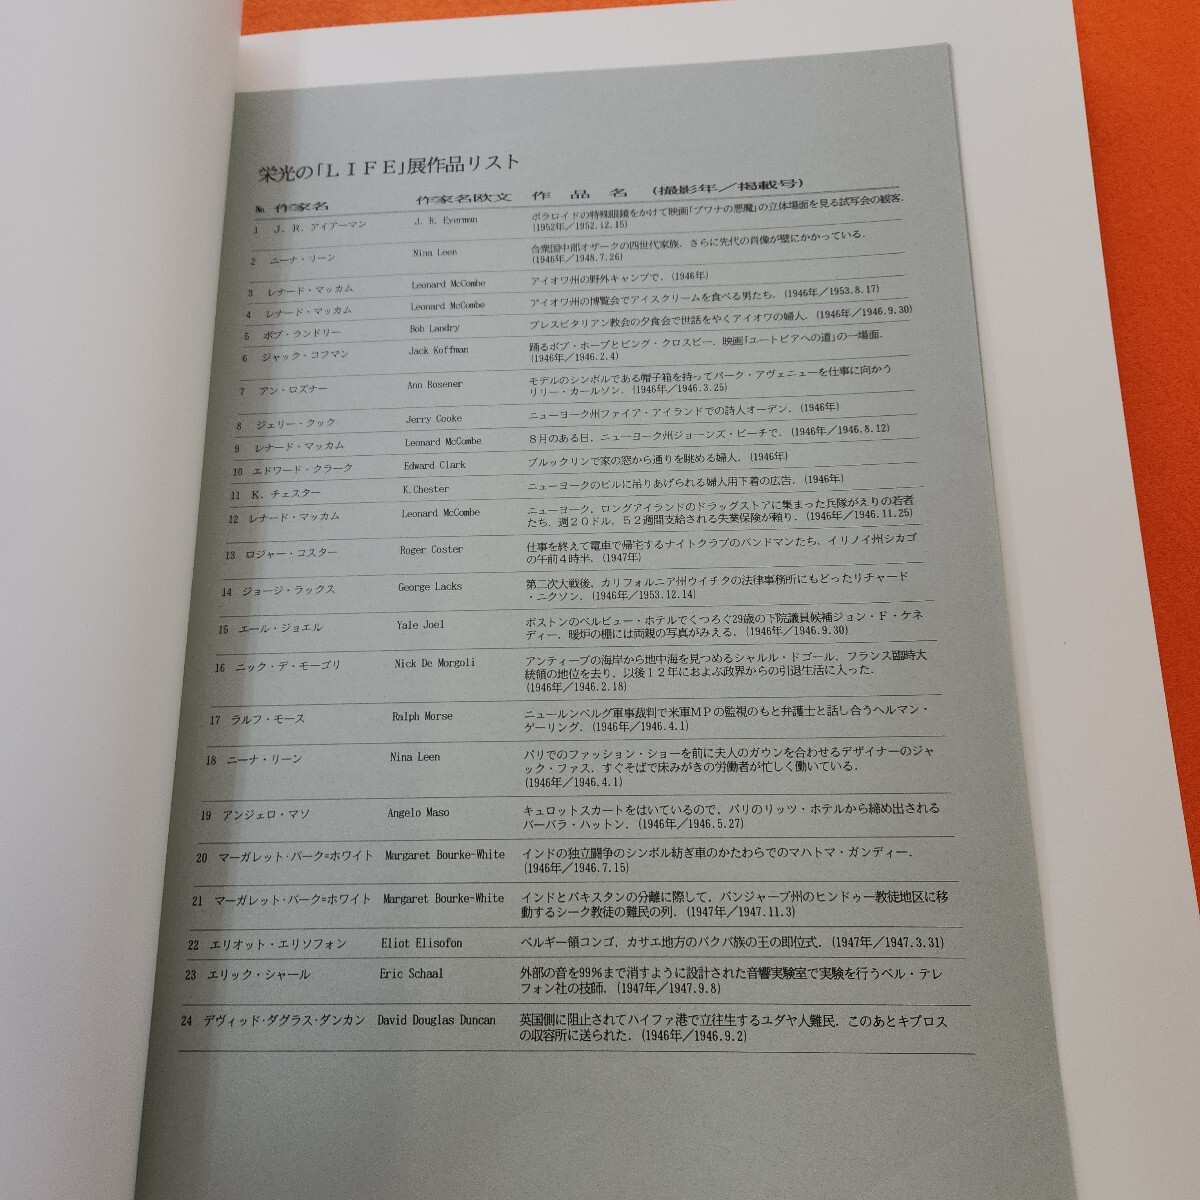 栄光の「LIFE」展作品リスト
No. 作家名 作家名欧文 作品名 (撮影年／掲載号)
1 J．R．アイアーマン J. R. Eyerman ポラロイドの特殊眼鏡をかけて映画「ブワナの悪魔」の立体場面を見る試写会の観客．
(1952年／1952.12.15)
2 ニーナ・リーン Nina Leen 合衆国中部オザークの四世代家族．さらに先代の肖像が壁にかかっている．
(1946年／1948.7.26)
3 レナード・マッカム Leonard McCombe アイオワ州の野外キャンプで．(1946年)
4 レナード・マッカム Leonard McCombe アイオワ州の博覧会でアイスクリームを食べる男たち．(1946年／1953.8.17)
5 ボブ・ランドリー Bob Landry プレスビタリアン教会の夕食会で世話をやくアイオワの婦人．(1946年／1946.9.30)
6 ジャック・コフマン Jack Koffman 踊るボブ・ホープとビング・クロスビー．映画「ユートピアへの道」の一場面．
(1946年／1946.2.4)
7 アン・ロズナー Ann Rosener モデルのシンボルである帽子箱を持ってパーク・アヴェニューを仕事に向かう
リリー・カールソン．(1946年／1946.3.25)
8 ジェリー・クック Jerry Cooke ニューヨーク州ファイア・アイランドでの詩人オーデン．(1946年)
9 レナード・マッカム Leonard McCombe 8月のある日，ニューヨーク州ジョーンズ・ビーチで．(1946年／1946.8.12)
10 エドワード・クラーク Edward Clark ブルックリンで家の窓から通りを眺める婦人．(1946年)
11 K．チェスター K.Chester ニューヨークのビルに吊りあげられる婦人用下着の広告．(1946年)
12 レナード・マッカム Leonard McCombe ニューヨーク，ロングアイランドのドラッグストアに集まった兵隊がえりの若者
たち．週20ドル，52週間支給される失業保険が頼り．(1946年／1946.11.25)
13 ロジャー・コスター Roger Coster 仕事を終えて電車で帰宅するナイトクラブのバンドマンたち，イリノイ州シカゴ
の午前4時半．(1947年)
14 ジョージ・ラックス George Lacks 第二次大戦後，カリフォルニア州ウイチタの法律事務所にもどったリチャード
・ニクソン．(1946年／1953.12.14)
15 エール・ジョエル Yale Joel ボストンのベルビュー・ホテルでくつろぐ29歳の下院議員候補ジョン・F・ケネ
ディー．暖炉の棚には両親の写真がみえる．(1946年／1946.9.30)
16 ニック・デ・モーゴリ Nick De Morgoli アンティーブの海岸から地中海を見つめるシャルル・ドゴール．フランス臨時大
統領の地位を去り，以後12年におよぶ政界からの引退生活に入った．
(1946年／1946.2.18)
17 ラルフ・モース Ralph Morse ニュールンベルグ軍事裁判で米軍MPの監視のもと弁護士と話し合うヘルマン・
ゲーリング．(1946年／1946.4.1)
18 ニーナ・リーン Nina Leen パリでのファッション・ショーを前に夫人のガウンを合わせるデザイナーのジャ
ック・ファス．すぐそばで床みがきの労働者が忙しく働いている．
(1946年／1946.4.1)
19 アンジェロ・マソ Angelo Maso キュロットスカートをはいているので，パリのリッツ・ホテルから締め出される
バーバラ・ハットン．(1946年／1946.5.27)
20 マーガレット・バーク=ホワイト Margaret Bourke-White インドの独立闘争のシンボル紡ぎ車のかたわらでのマハトマ・ガンディー．
(1946年／1946.7.15)
21 マーガレット・バーク=ホワイト Margaret Bourke-White インドとパキスタンの分離に際して，パンジャーブ州のヒンドゥー教徒地区に移
動するシーク教徒の難民の列．(1947年／1947.11.3)
22 エリオット・エリソフォン Eliot Elisofon ベルギー領コンゴ，カサエ地方のバクバ族の王の即位式．(1947年／1947.3.31)
23 エリック・シャール Eric Schaal 外部の音を99%まで消すように設計された音響実験室で実験を行うベル・テレ
フォン社の技師．(1947年／1947.9.8)
24 デヴィッド・ダグラス・ダンカン David Douglas Duncan 英国側に阻止されてハイファ港で立往生するユダヤ人難民．このあとキプロス
の収容所に送られた．(1946年／1946.9.2)